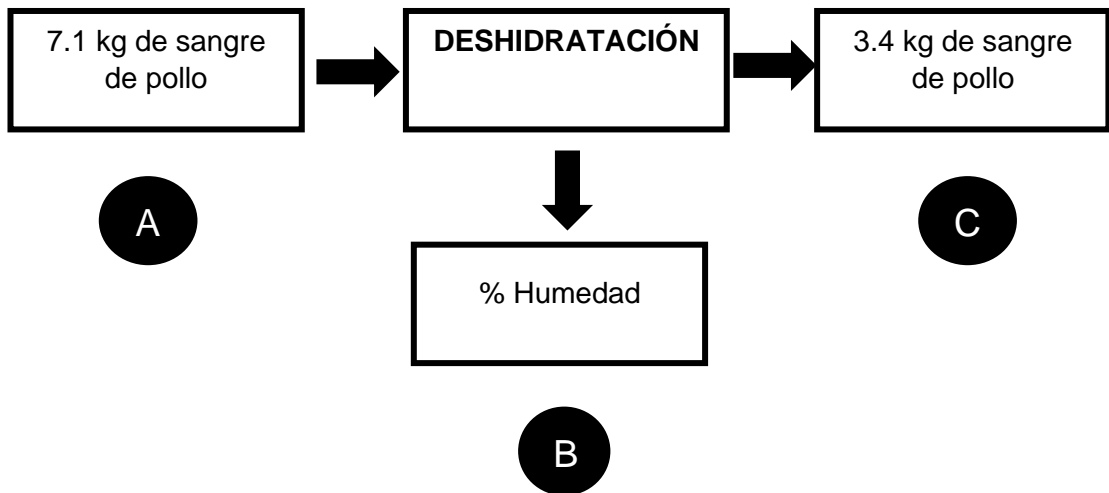 7.1 kg de sangre
de pollo
DESHIDRATACIÓN
3.4 kg de sangre
de pollo
A
C
% Humedad
B